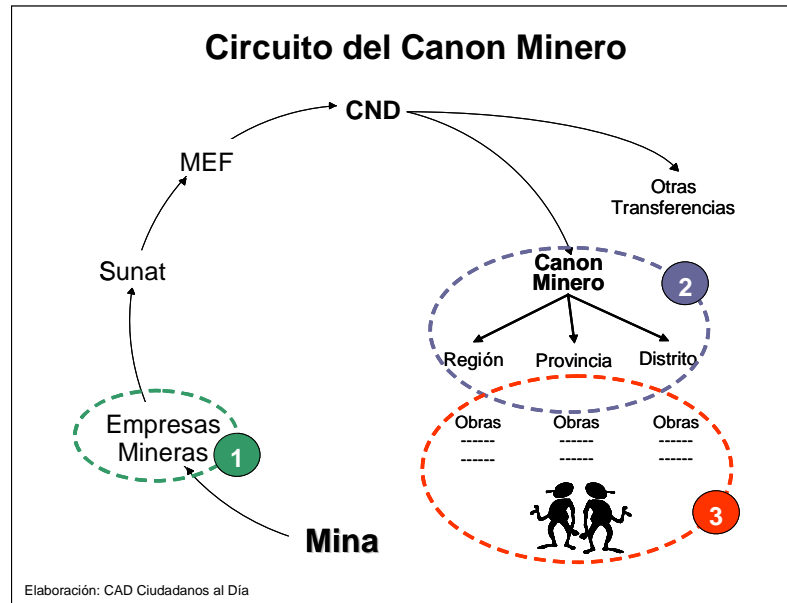 Circuito del Canon Minero
CND
MEF
Otras
Transferencias
Sunat
Canon
Minero
2
Región
Provincia
Distrito
Empresas
Mineras
1
Obras
------
------
Obras
------
------
Obras
------
------
3
Mina
Elaboración: CAD Ciudadanos al Día